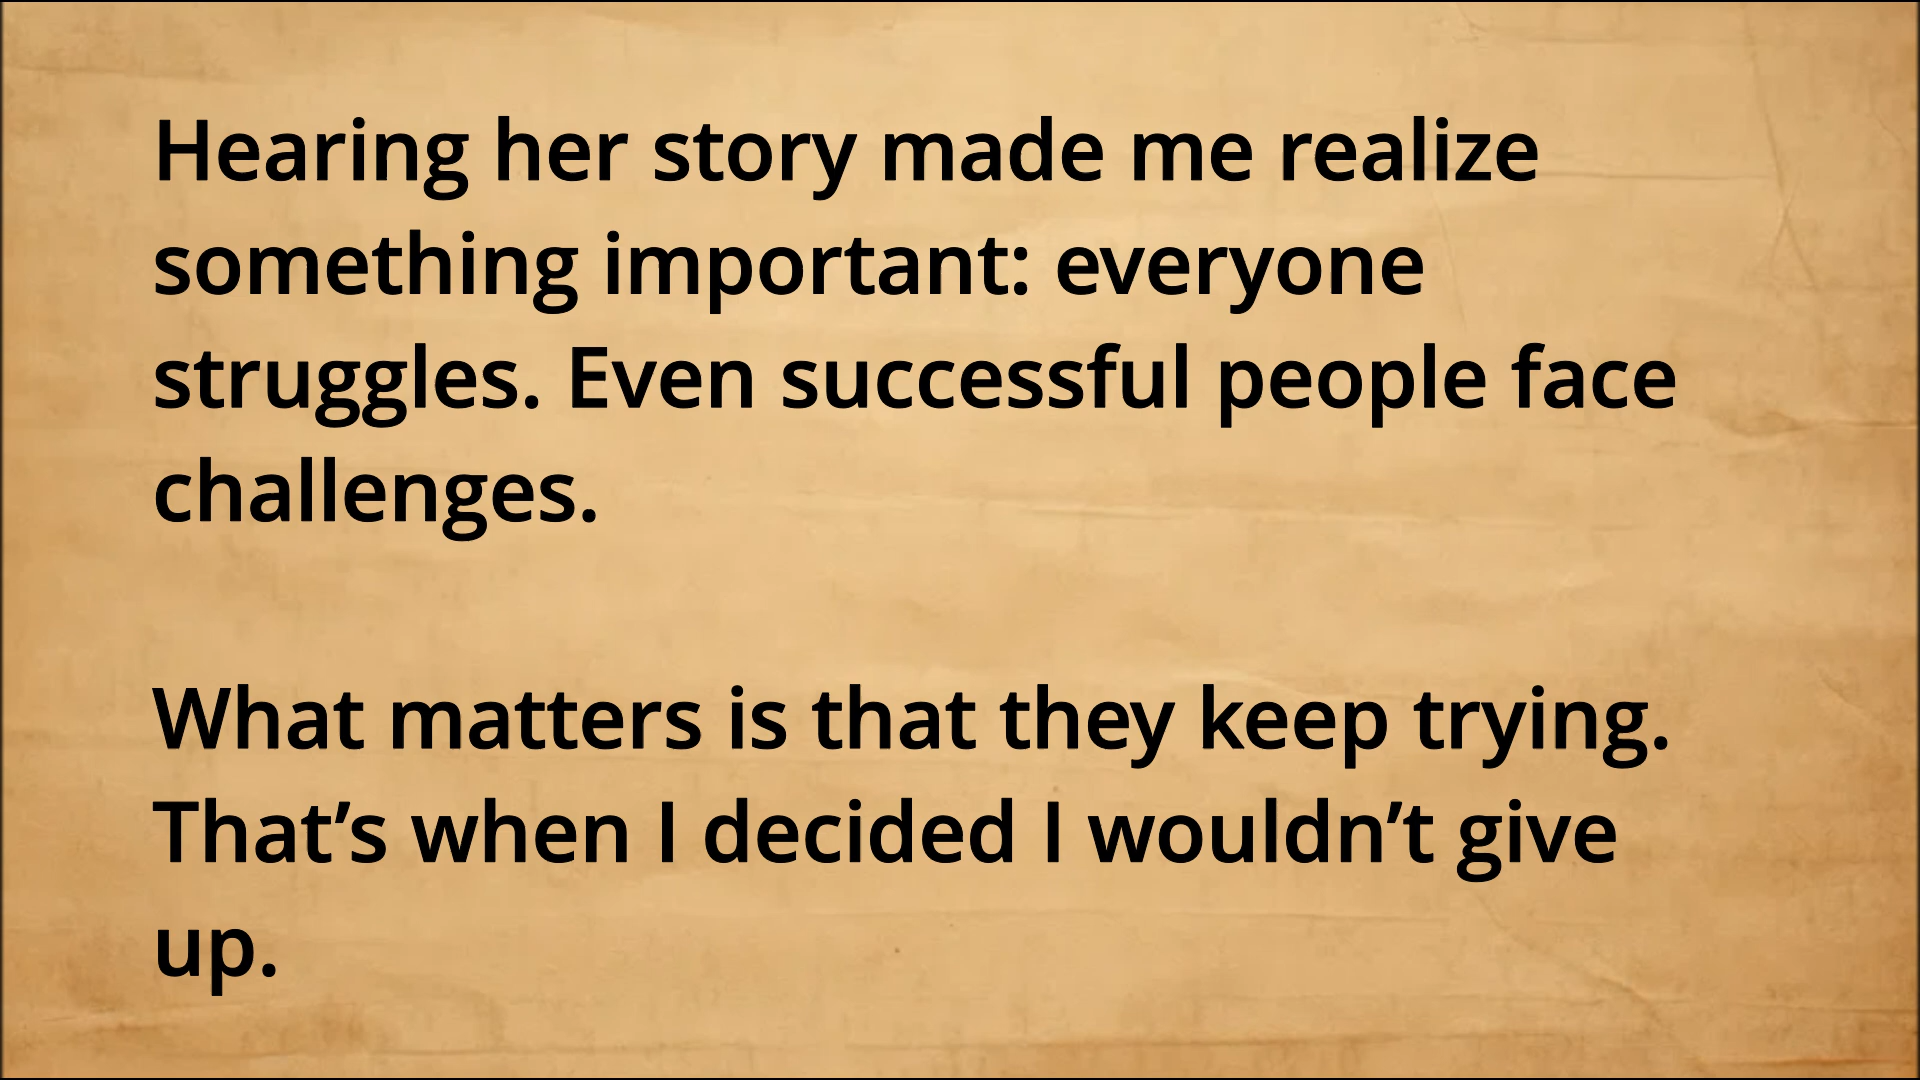 Hearing her story made me realize
something important: everyone
struggles. Even successful people face
challenges.
What matters is that they keep trying.
That’s when I decided I wouldn’t give
up.